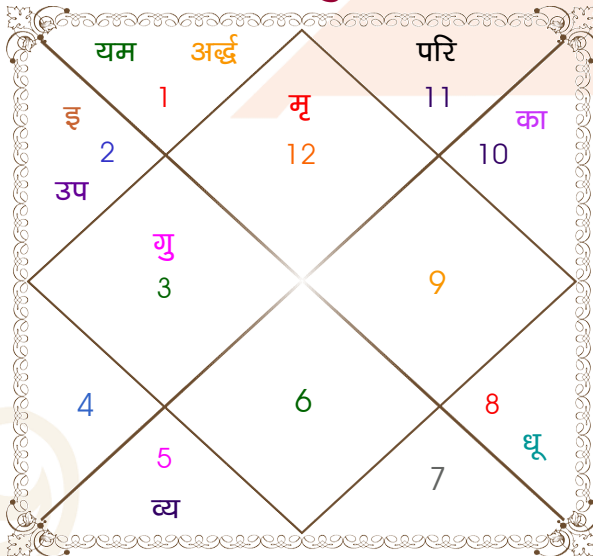 यम अर्द्ध परि
1 मृ 11
इ का
2 12 10
उप
गु
3 9
4 6 8
5 धू
7
व्य